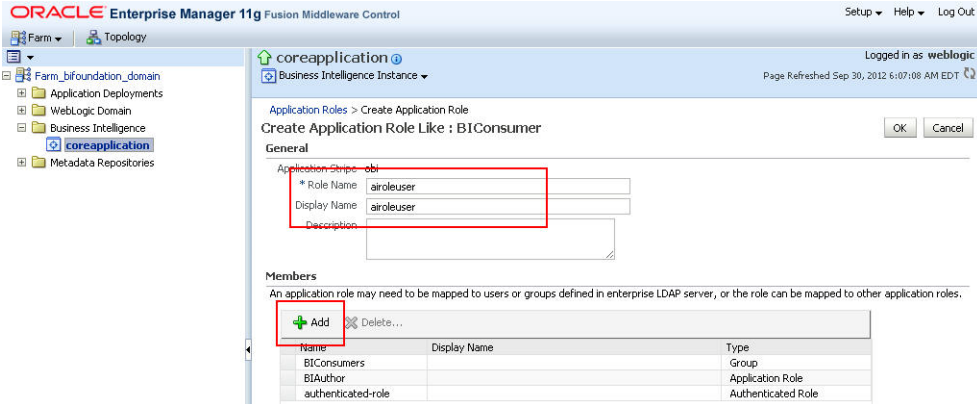 ORACLE Enterprise Manager 11g Fusion Middleware Control
Setup Help Log Out
Farm Topology
Farm_bifoundation_domain
Application Deployments
WebLogic Domain
Business Intelligence
coreapplication
Metadata Repositories
coreapplication
Logged in as weblogic
Business Intelligence Instance
Page Refreshed Sep 30, 2012 6:07:08 AM EDT
Application Roles > Create Application Role
Create Application Role Like : BIConsumer
OK Cancel
General
Application Stripe obi
* Role Name airoleuser
Display Name airoleuser
Description
Members
An application role may need to be mapped to users or groups defined in enterprise LDAP server, or the role can be mapped to other application roles.
Add Delete...
Name Display Name Type
BIConsumers Group
BIAuthor Application Role
authenticated-role Authenticated Role